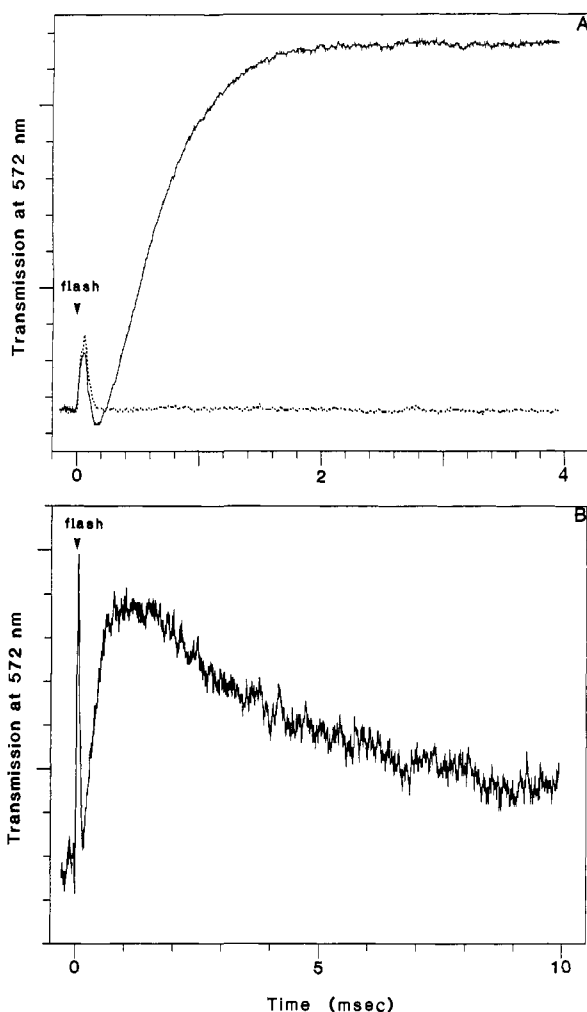 A
Transmission at 572 nm
flash
0
2
4
B
Transmission at 572 nm
flash
0
5
10
Time (msec)